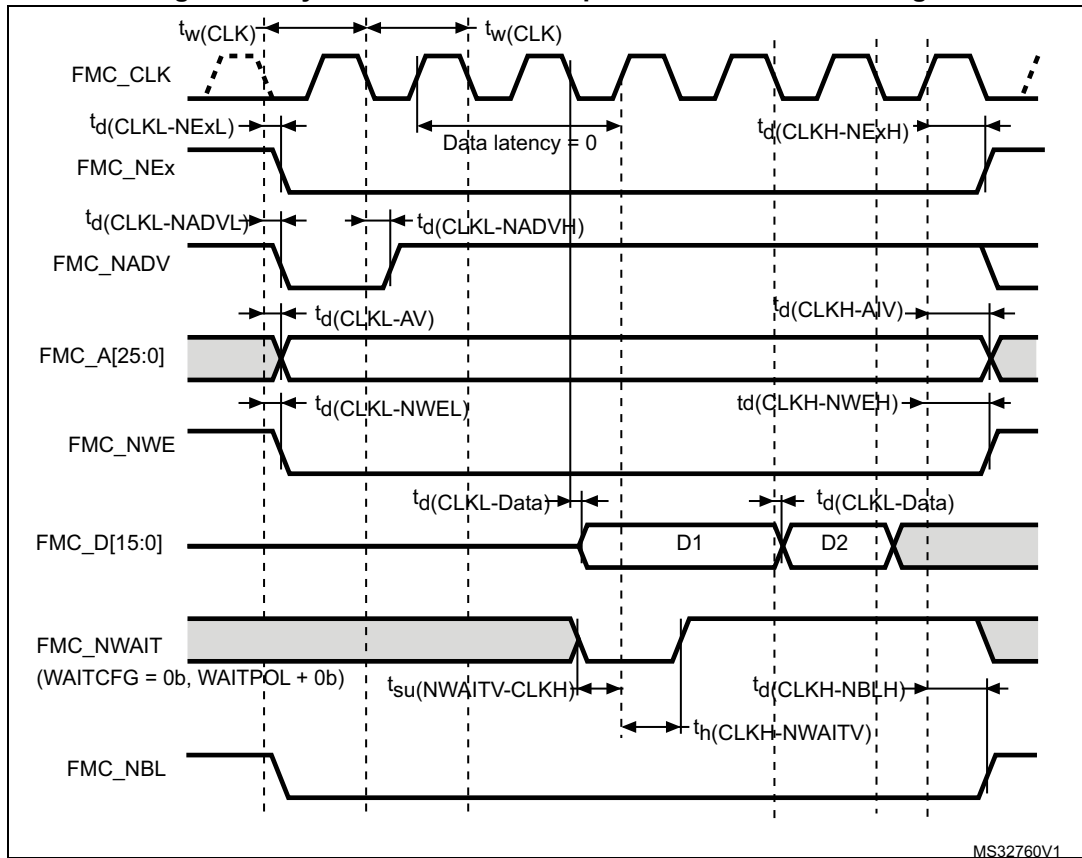 tw(CLK) tw(CLK)
FMC_CLK
td(CLKL-NExL) Data latency = 0 td(CLKH-NExH)
FMC_NEx
td(CLKL-NADVL) td(CLKL-NADVH)
FMC_NADV
td(CLKL-AV) td(CLKH-AIV)
FMC_A[25:0]
td(CLKL-NWEL) td(CLKH-NWEH)
FMC_NWE
td(CLKL-Data) td(CLKL-Data)
FMC_D[15:0] D1 D2
FMC_NWAIT
(WAITCFG = 0b, WAITPOL + 0b)
tsu(NWAITV-CLKH) td(CLKH-NBLH)
th(CLKH-NWAITV)
FMC_NBL
MS32760V1